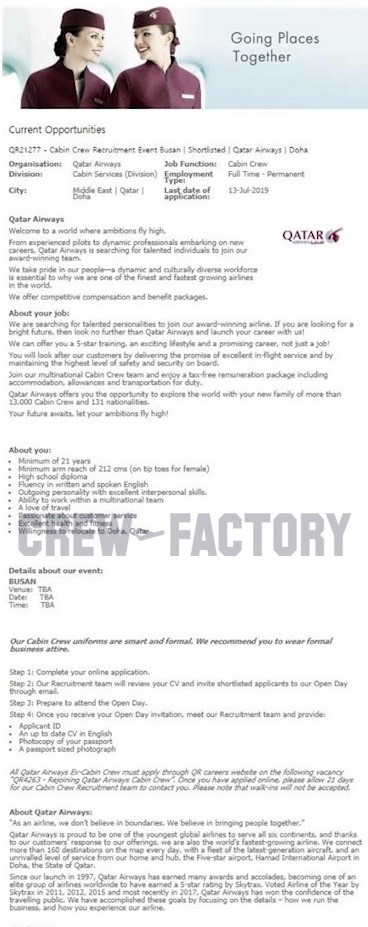 Going Places
Together
Current Opportunities
QR21277 - Cabin Crew Recruitment Event Busan | Shortlisted | Qatar Airways | Doha
Organisation: Qatar Airways Job Function: Cabin Crew
Division: Cabin Services (Division) Employment Type: Full Time - Permanent
City: Middle East | Qatar | Doha Last date of application: 13-Jul-2019
Qatar Airways
QATAR
AIRWAYS القطرية
Welcome to a world where ambitions fly high.
From experienced pilots to dynamic professionals embarking on new
careers, Qatar Airways is searching for talented individuals to join our
award-winning team.
We take pride in our people—a dynamic and culturally diverse workforce
is essential to why we are one of the finest and fastest growing airlines
in the world.
We offer competitive compensation and benefit packages.
About your job:
We are searching for talented personalities to join our award-winning airline. If you are looking for a
bright future, then look no further than Qatar Airways and launch your career with us!
We can offer you a 5-star training, an exciting lifestyle and a promising career, not just a job!
You will look after our customers by delivering the promise of excellent in-flight service and by
maintaining the highest level of safety and security on board.
Join our multinational Cabin Crew team and enjoy a tax-free remuneration package including
accommodation, allowances and transportation for duty.
Qatar Airways offers you the opportunity to explore the world with your new family of more than
13,000 Cabin Crew and 131 nationalities.
Your future awaits, let your ambitions fly high!
About you:
• Minimum of 21 years
• Minimum arm reach of 212 cms (on tip toes for female)
• High school diploma
• Fluency in written and spoken English
• Outgoing personality with excellent interpersonal skills.
• Ability to work within a multinational team
• A love of travel
• Passionate about customer service
• Excellent health and fitness
• Willingness to relocate to Doha, Qatar
CREW FACTORY
Details about our event:
BUSAN
Venue: TBA
Date: TBA
Time: TBA
Our Cabin Crew uniforms are smart and formal. We recommend you to wear formal
business attire.
Step 1: Complete your online application.
Step 2: Our Recruitment team will review your CV and invite shortlisted applicants to our Open Day
through email.
Step 3: Prepare to attend the Open Day.
Step 4: Once you receive your Open Day invitation, meet our Recruitment team and provide:
• Applicant ID
• An up to date CV in English
• Photocopy of your passport
• A passport sized photograph
All Qatar Airways Ex-Cabin Crew must apply through QR careers website on the following vacancy
"QR4263 - Rejoining Qatar Airways Cabin Crew". Once you have applied online, please allow 21 days
for our Cabin Crew Recruitment team to contact you. Please note that walk-ins will not be accepted.
About Qatar Airways:
"As an airline, we don't believe in boundaries. We believe in bringing people together."
Qatar Airways is proud to be one of the youngest global airlines to serve all six continents, and thanks
to our customers' response to our offerings, we are also the world's fastest-growing airline. We connect
more than 160 destinations on the map every day, with a fleet of the latest-generation aircraft, and an
unrivalled level of service from our home and hub, the Five-star airport, Hamad International Airport in
Doha, the State of Qatar.
Since our launch in 1997, Qatar Airways has earned many awards and accolades, becoming one of an
elite group of airlines worldwide to have earned a 5-star rating by Skytrax. Voted Airline of the Year by
Skytrax in 2011, 2012, 2015 and most recently in 2017, Qatar Airways has won the confidence of the
travelling public. We have accomplished these goals by focusing on the details – how we run the
business, and how you experience our airline.